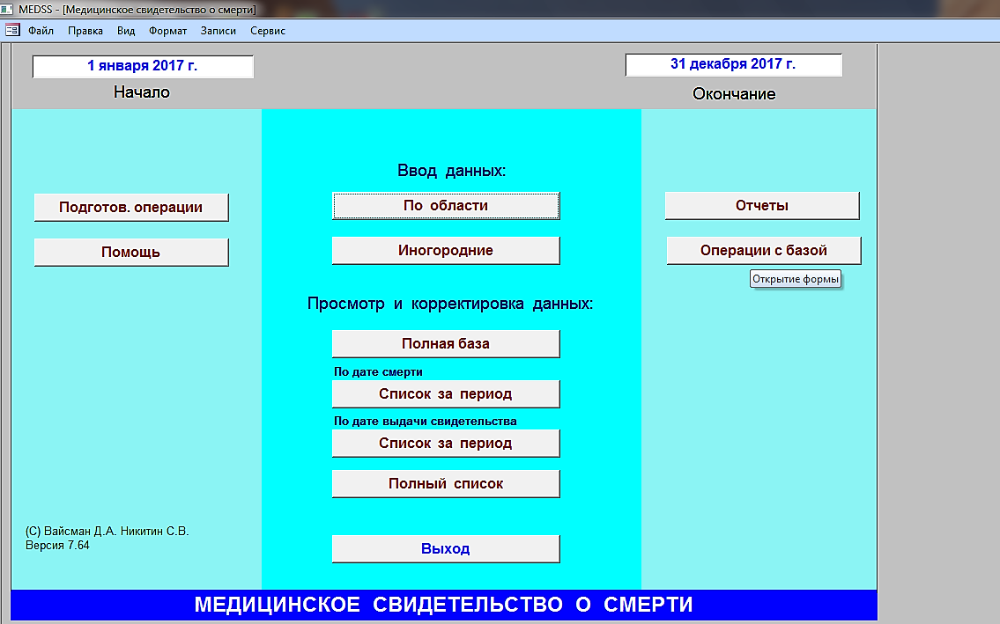 MEDSS - [Медицинское свидетельство о смерти]
Файл Правка Вид Формат Записи Сервис
1 января 2017 г.
31 декабря 2017 г.
Начало
Окончание
Ввод данных:
Подготов. операции
По области
Отчеты
Помощь
Иногородние
Операции с базой
Открытие формы
Просмотр и корректировка данных:
Полная база
По дате смерти
Список за период
По дате выдачи свидетельства
Список за период
Полный список
(С) Вайсман Д.А. Никитин С.В.
Версия 7.64
Выход
МЕДИЦИНСКОЕ СВИДЕТЕЛЬСТВО О СМЕРТИ